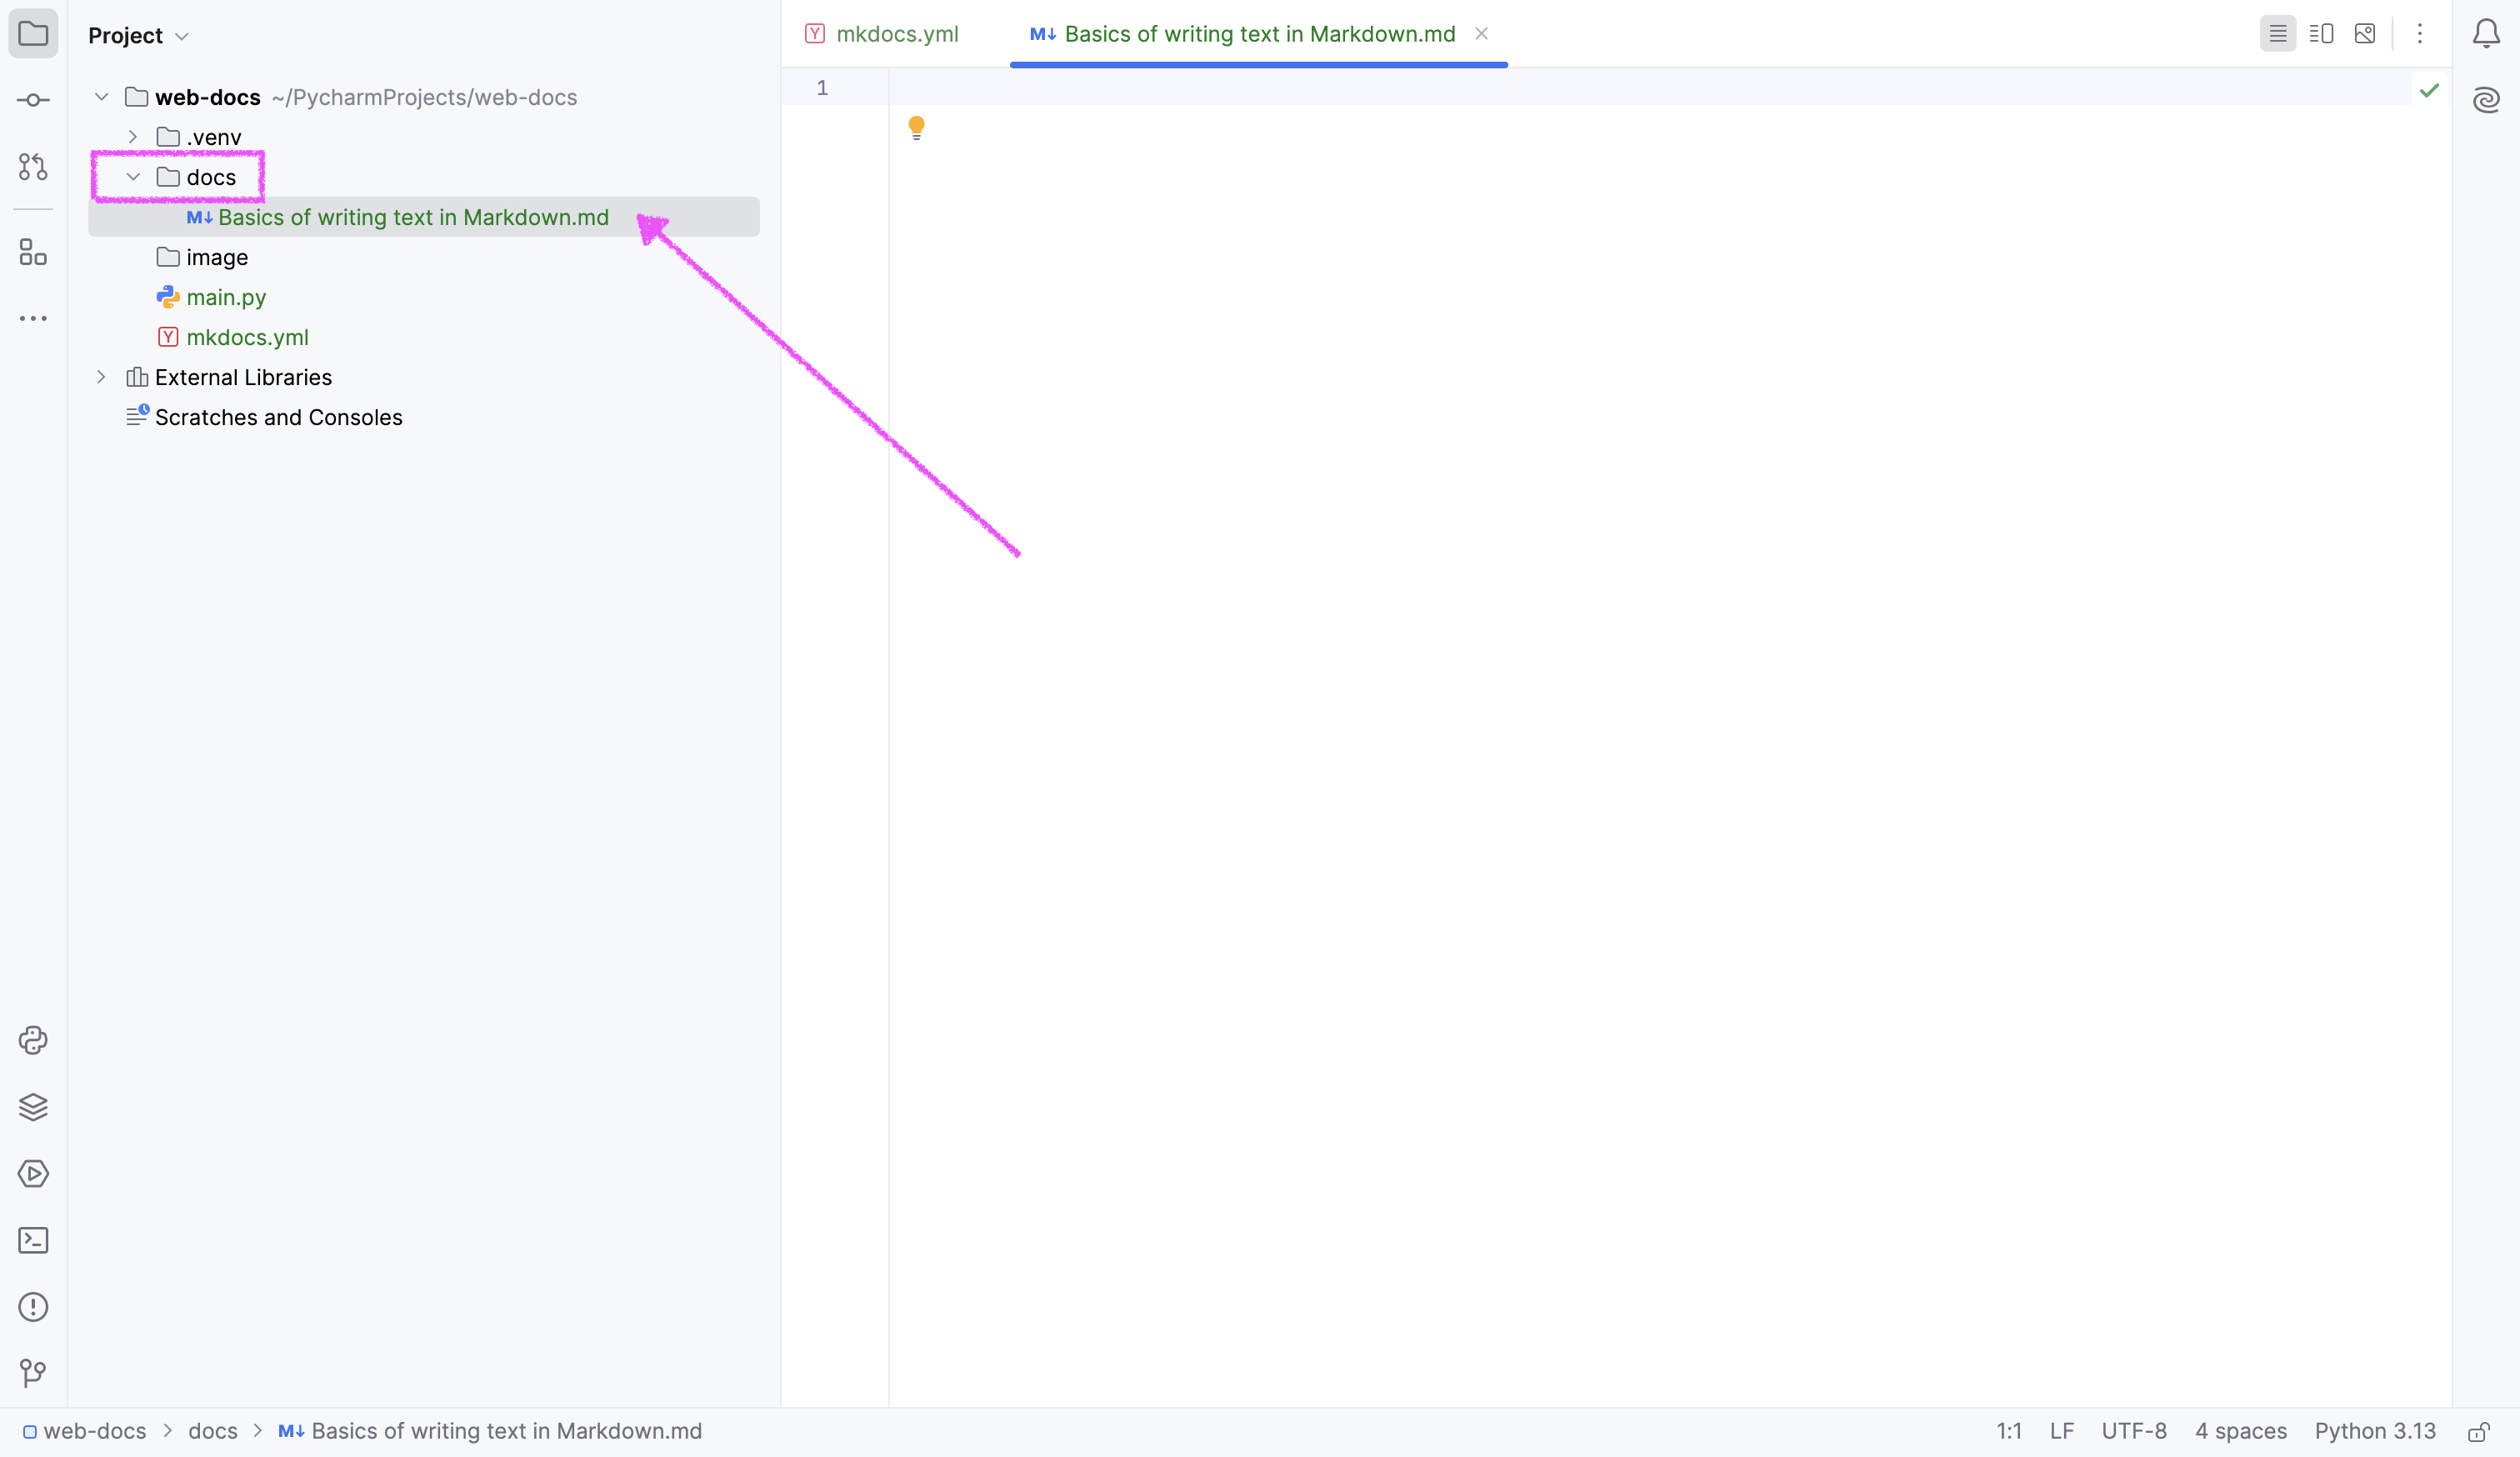 Project
mkdocs.yml
M↓ Basics of writing text in Markdown.md
web-docs ~/PycharmProjects/web-docs
.venv
docs
M↓ Basics of writing text in Markdown.md
image
main.py
Y mkdocs.yml
External Libraries
Scratches and Consoles
1
web-docs > docs > M↓ Basics of writing text in Markdown.md
1:1 LF UTF-8 4 spaces Python 3.13